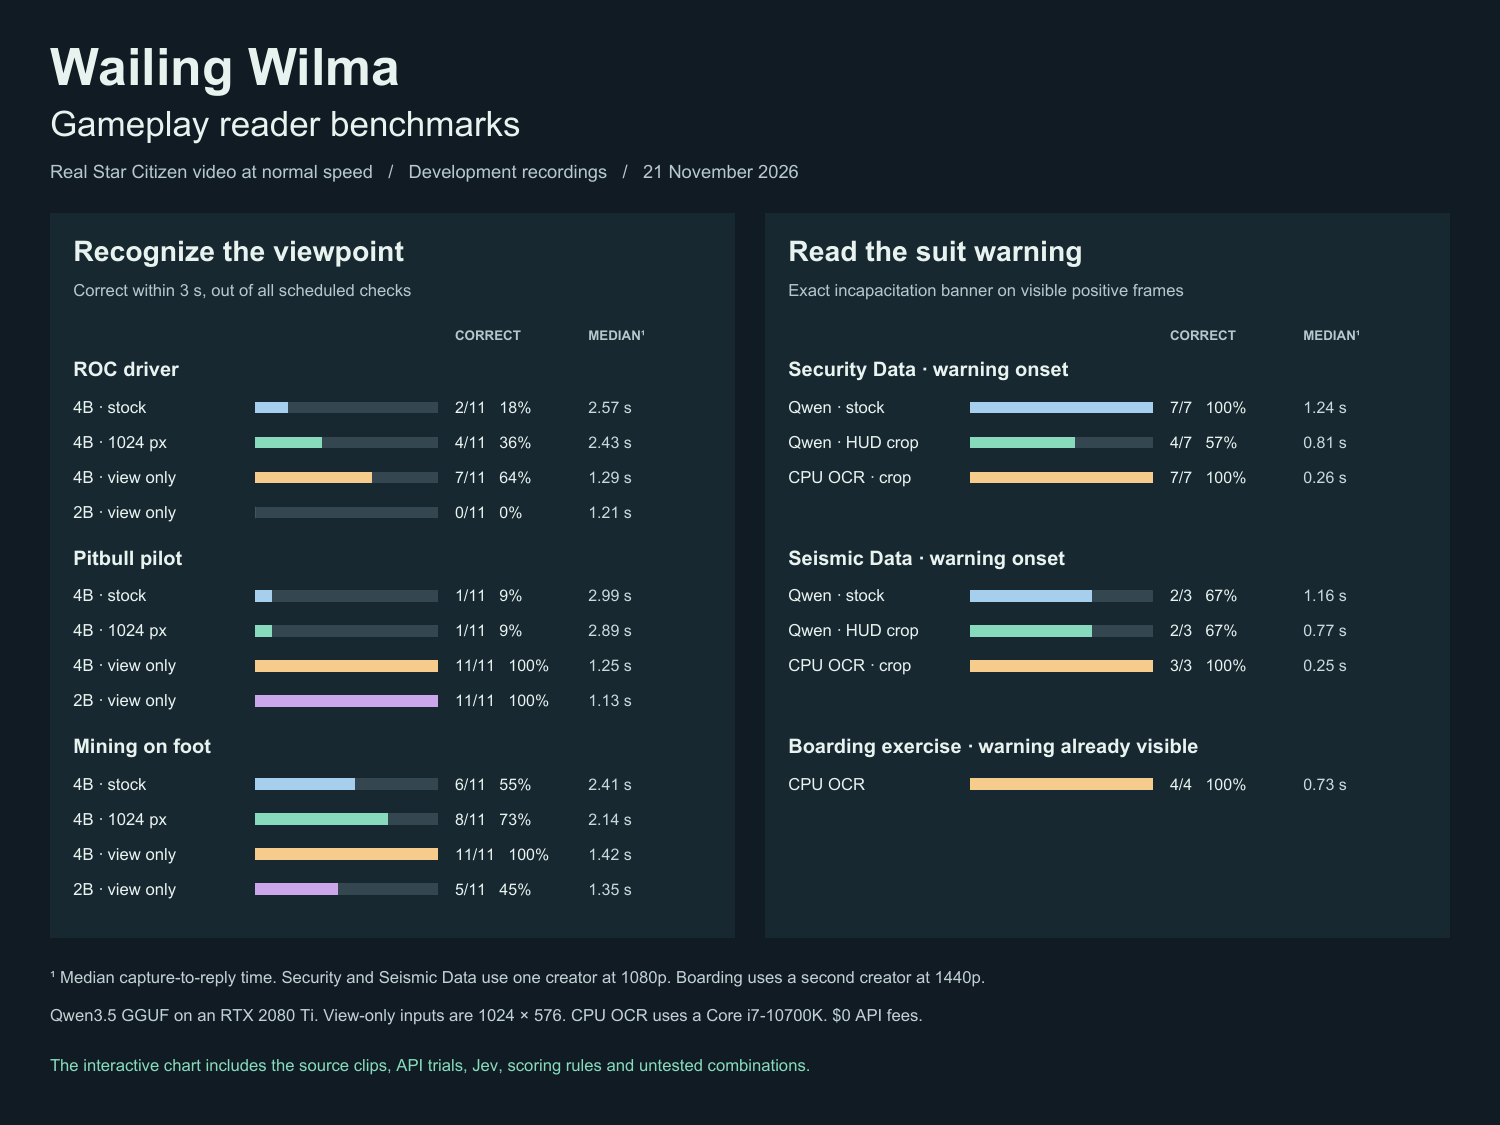 Wailing Wilma
Gameplay reader benchmarks
Real Star Citizen video at normal speed / Development recordings / 21 November 2026
Recognize the viewpoint
Correct within 3 s, out of all scheduled checks
CORRECT MEDIAN¹
ROC driver
4B · stock 2/11 18% 2.57 s
4B · 1024 px 4/11 36% 2.43 s
4B · view only 7/11 64% 1.29 s
2B · view only 0/11 0% 1.21 s
Pitbull pilot
4B · stock 1/11 9% 2.99 s
4B · 1024 px 1/11 9% 2.89 s
4B · view only 11/11 100% 1.25 s
2B · view only 11/11 100% 1.13 s
Mining on foot
4B · stock 6/11 55% 2.41 s
4B · 1024 px 8/11 73% 2.14 s
4B · view only 11/11 100% 1.42 s
2B · view only 5/11 45% 1.35 s
Read the suit warning
Exact incapacitation banner on visible positive frames
CORRECT MEDIAN¹
Security Data · warning onset
Qwen · stock 7/7 100% 1.24 s
Qwen · HUD crop 4/7 57% 0.81 s
CPU OCR · crop 7/7 100% 0.26 s
Seismic Data · warning onset
Qwen · stock 2/3 67% 1.16 s
Qwen · HUD crop 2/3 67% 0.77 s
CPU OCR · crop 3/3 100% 0.25 s
Boarding exercise · warning already visible
CPU OCR 4/4 100% 0.73 s
¹ Median capture-to-reply time. Security and Seismic Data use one creator at 1080p. Boarding uses a second creator at 1440p.
Qwen3.5 GGUF on an RTX 2080 Ti. View-only inputs are 1024 × 576. CPU OCR uses a Core i7-10700K. $0 API fees.
The interactive chart includes the source clips, API trials, Jev, scoring rules and untested combinations.